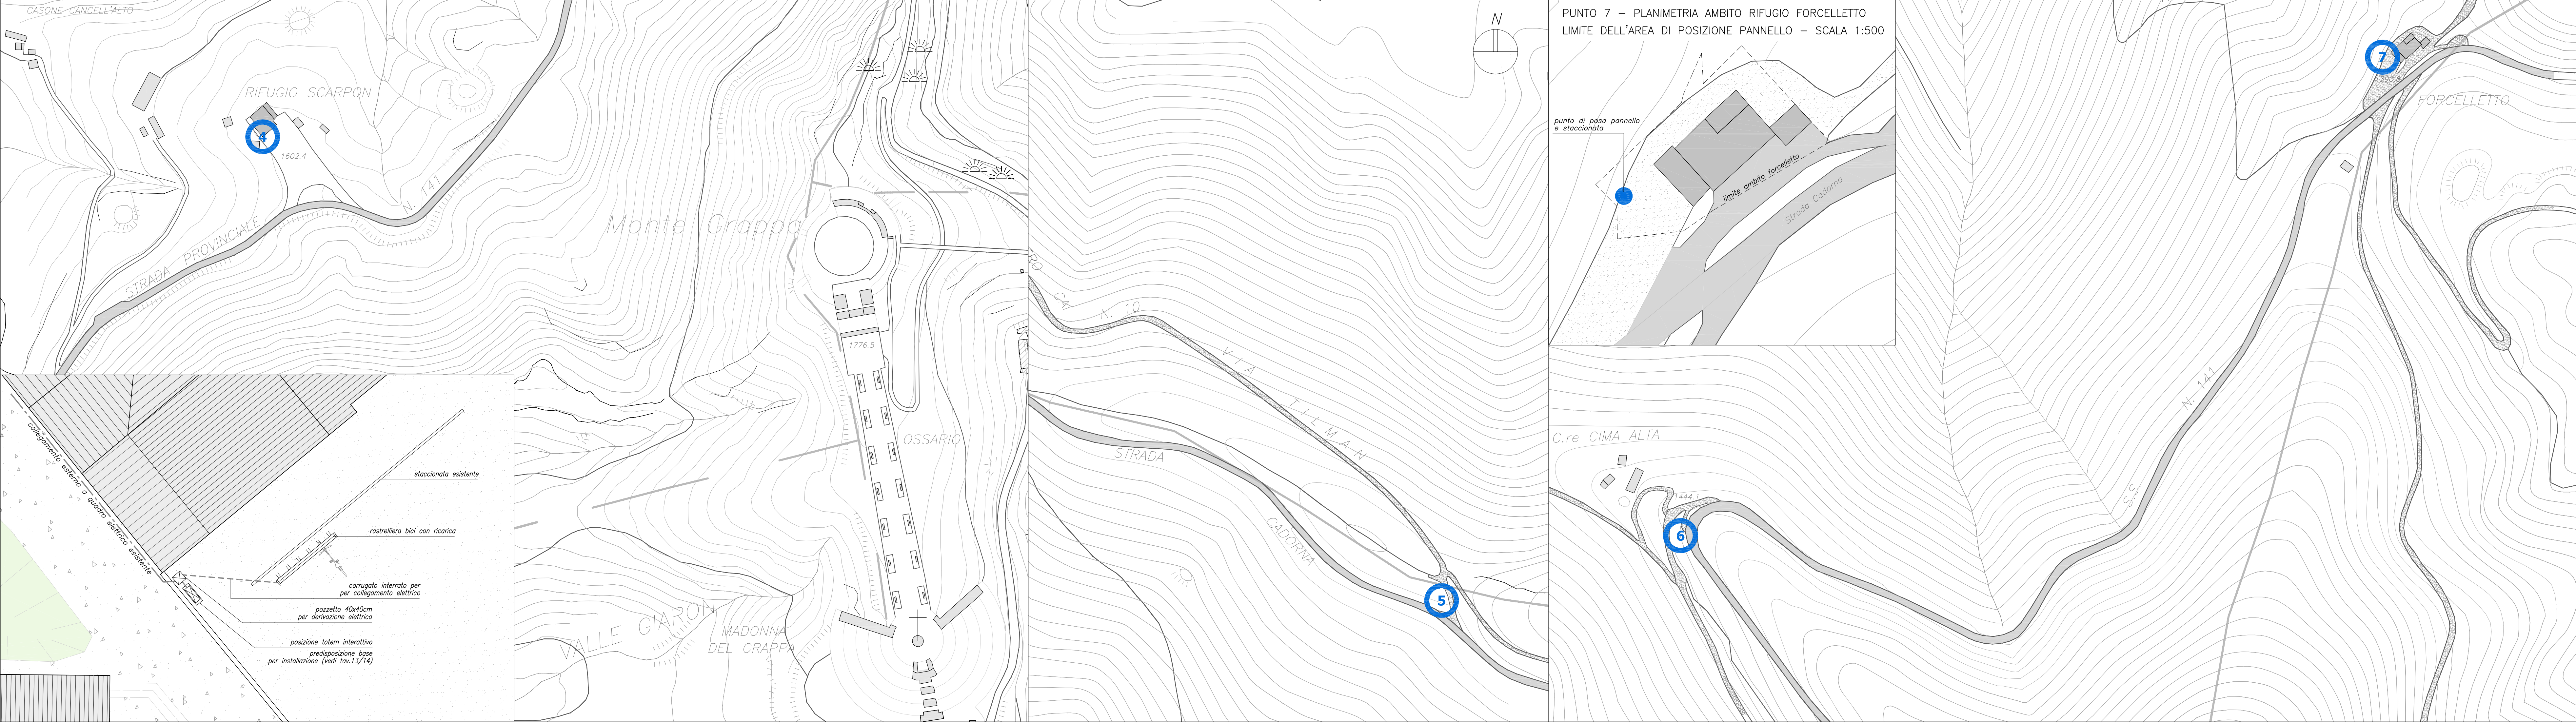 CASONE CANCELL'ALTO
RIFUGIO SCARPON
4
1602.4
STRADA PROVINCIALE
N. 141
Monte Grappa
1776.5
OSSARIO
VALLE GIARON
MADONNA
DEL GRAPPA
collegamento esterno a quadro elettrico esistente
staccionata esistente
rastrelliera bici con ricarica
corrugato interrato per
per collegamento elettrico
pozzetto 40x40cm
per derivazione elettrica
posizione totem interattivo
predisposizione base
per installazione (vedi tav.13/14)
N
CAI
N. 10
VIA TILMAN
STRADA
CADORNA
5
PUNTO 7 – PLANIMETRIA AMBITO RIFUGIO FORCELLETTO
LIMITE DELL'AREA DI POSIZIONE PANNELLO – SCALA 1:500
punto di posa pannello
e staccionata
limite ambito forcelletto
Strada Cadorna
C.re CIMA ALTA
1444.1
6
S.S.
N. 141
7
1390.8
FORCELLETTO